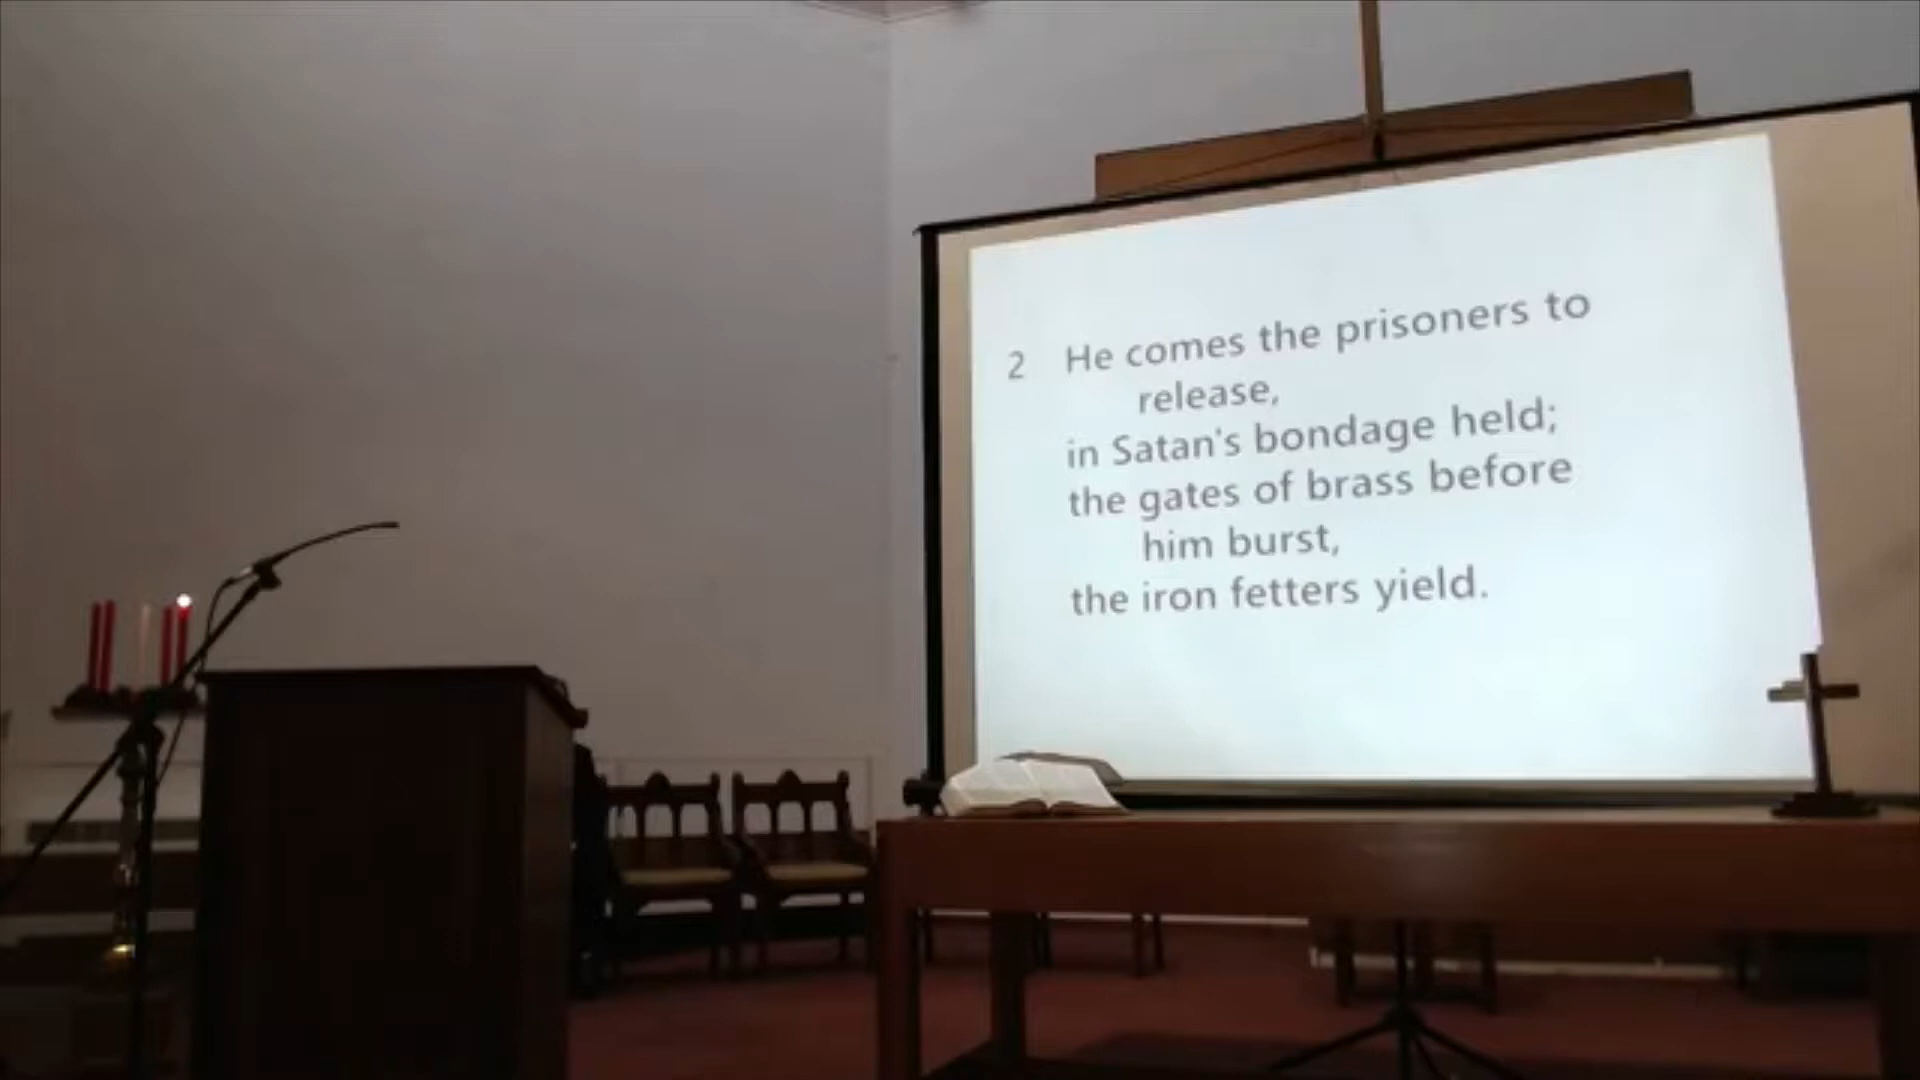 2 He comes the prisoners to
release,
in Satan's bondage held;
the gates of brass before
him burst,
the iron fetters yield.